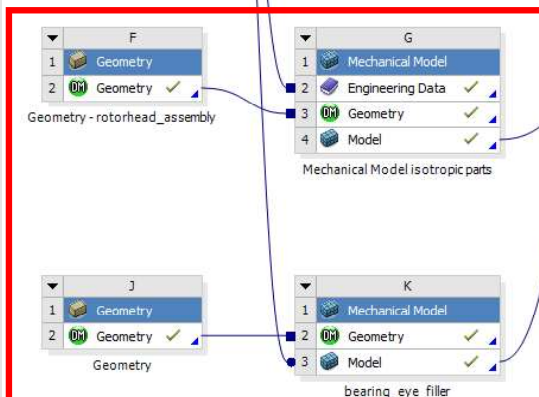 F
1 Geometry
2 Geometry
Geometry - rotorhead_assembly
G
1 Mechanical Model
2 Engineering Data
3 Geometry
4 Model
Mechanical Model isotropic parts
J
1 Geometry
2 Geometry
Geometry
K
1 Mechanical Model
2 Geometry
3 Model
bearing_eye_filler